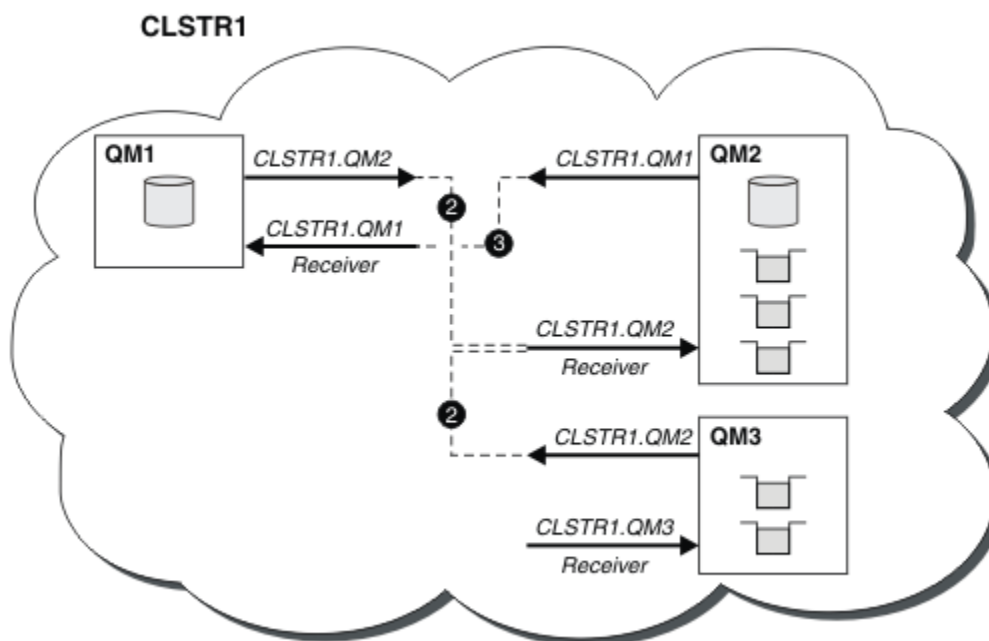 CLSTR1
QM1
CLSTR1.QM2
CLSTR1.QM1
QM2
2
CLSTR1.QM1
Receiver
3
CLSTR1.QM2
Receiver
2
CLSTR1.QM2
QM3
CLSTR1.QM3
Receiver